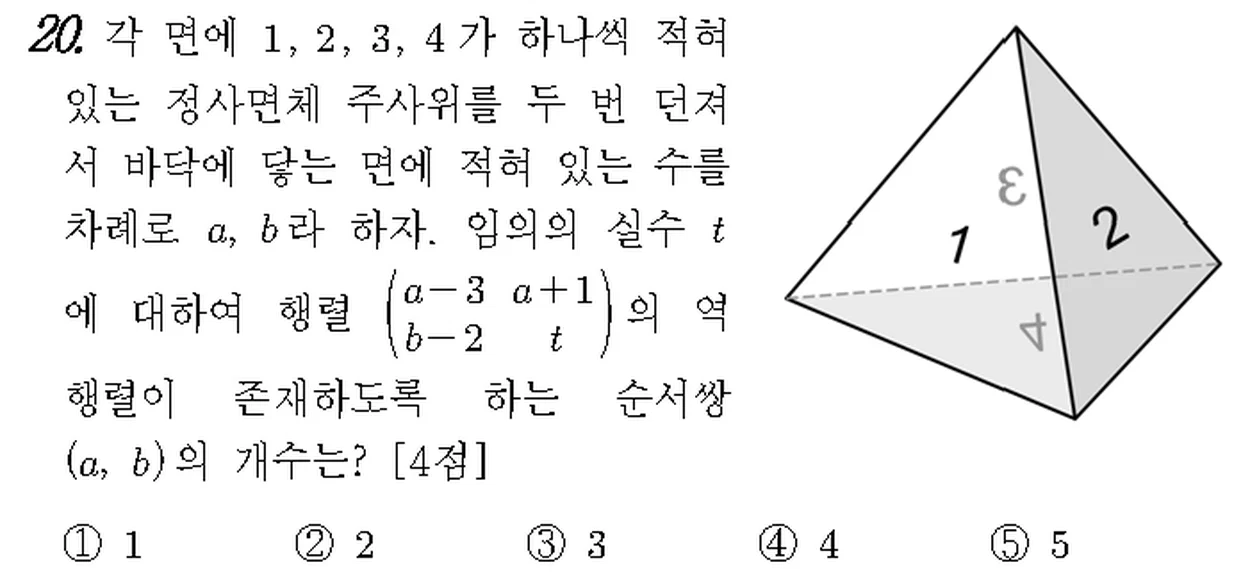 20. 각 면에 1, 2, 3, 4가 하나씩 적혀
있는 정사면체 주사위를 두 번 던져
서 바닥에 닿는 면에 적혀 있는 수를
차례로 a, b라 하자. 임의의 실수 t
에 대하여 행렬 (a-3 a+1
b-2 t)의 역
행렬이 존재하도록 하는 순서쌍
(a, b)의 개수는? [4점]
① 1 ② 2 ③ 3 ④ 4 ⑤ 5
3
1 2
4